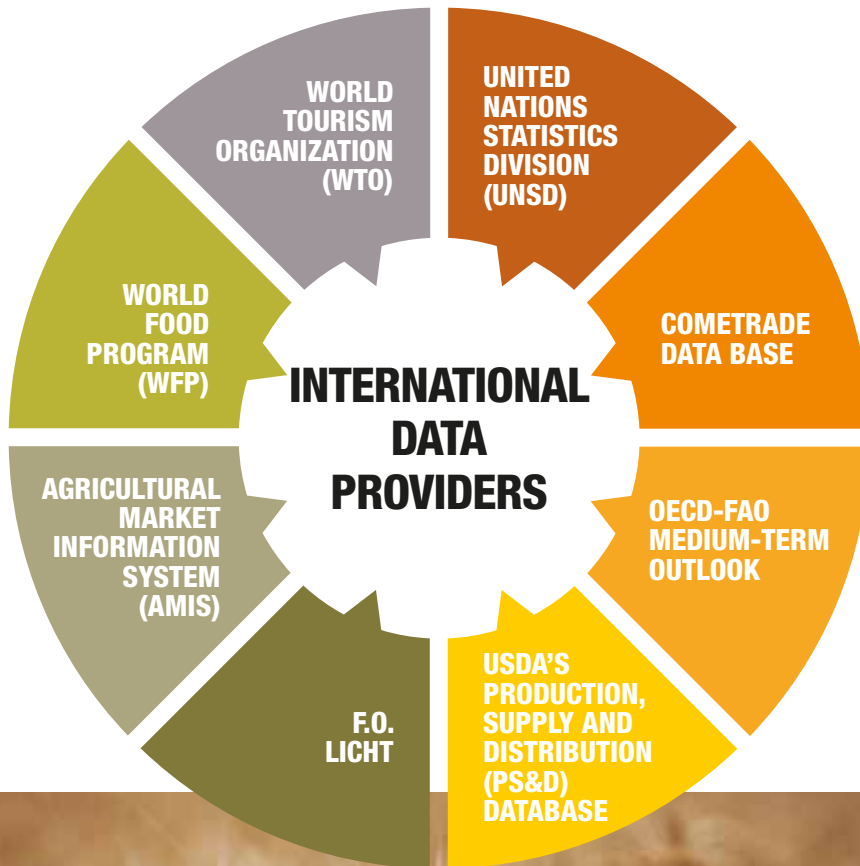 INTERNATIONAL
DATA
PROVIDERS
UNITED
NATIONS
STATISTICS
DIVISION
(UNSD)
COMETRADE
DATA BASE
OECD-FAO
MEDIUM-TERM
OUTLOOK
USDA'S
PRODUCTION,
SUPPLY AND
DISTRIBUTION
(PS&D)
DATABASE
F.O.
LICHT
AGRICULTURAL
MARKET
INFORMATION
SYSTEM
(AMIS)
WORLD
FOOD
PROGRAM
(WFP)
WORLD
TOURISM
ORGANIZATION
(WTO)